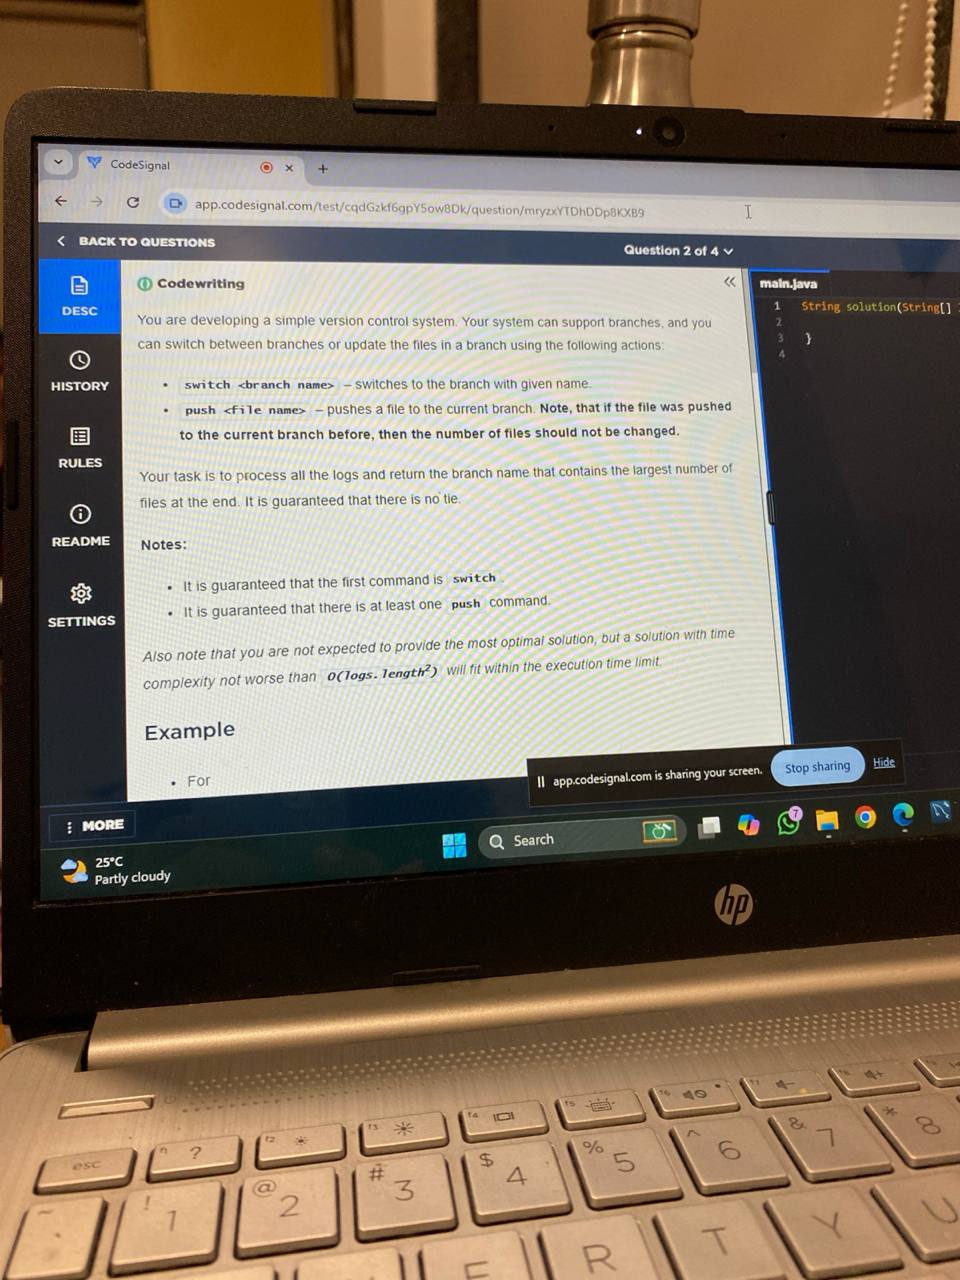 CodeSignal
app.codesignal.com/test/cqdGzkf6gpY5ow8Dk/question/mryzxYTDhDDp8KXB9
BACK TO QUESTIONS
Question 2 of 4
DESC
HISTORY
RULES
README
SETTINGS
MORE
Codewriting
You are developing a simple version control system. Your system can support branches, and you
can switch between branches or update the files in a branch using the following actions:
• switch <branch name> – switches to the branch with given name.
• push <file name> – pushes a file to the current branch. Note, that if the file was pushed
to the current branch before, then the number of files should not be changed.
Your task is to process all the logs and return the branch name that contains the largest number of
files at the end. It is guaranteed that there is no tie.
Notes:
• It is guaranteed that the first command is switch
• It is guaranteed that there is at least one push command.
Also note that you are not expected to provide the most optimal solution, but a solution with time
complexity not worse than O(logs.length²) will fit within the execution time limit.
Example
• For
main.java
1 String solution(String[]
2
3 }
4
app.codesignal.com is sharing your screen.
Stop sharing
Hide
25°C
Partly cloudy
Search
7
hp
esc
f1 ?
f2
f3
f4
f5
f6
f7
f8
~
! 1
@ 2
# 3
$ 4
% 5
^ 6
& 7
* 8
E
R
T
Y
U